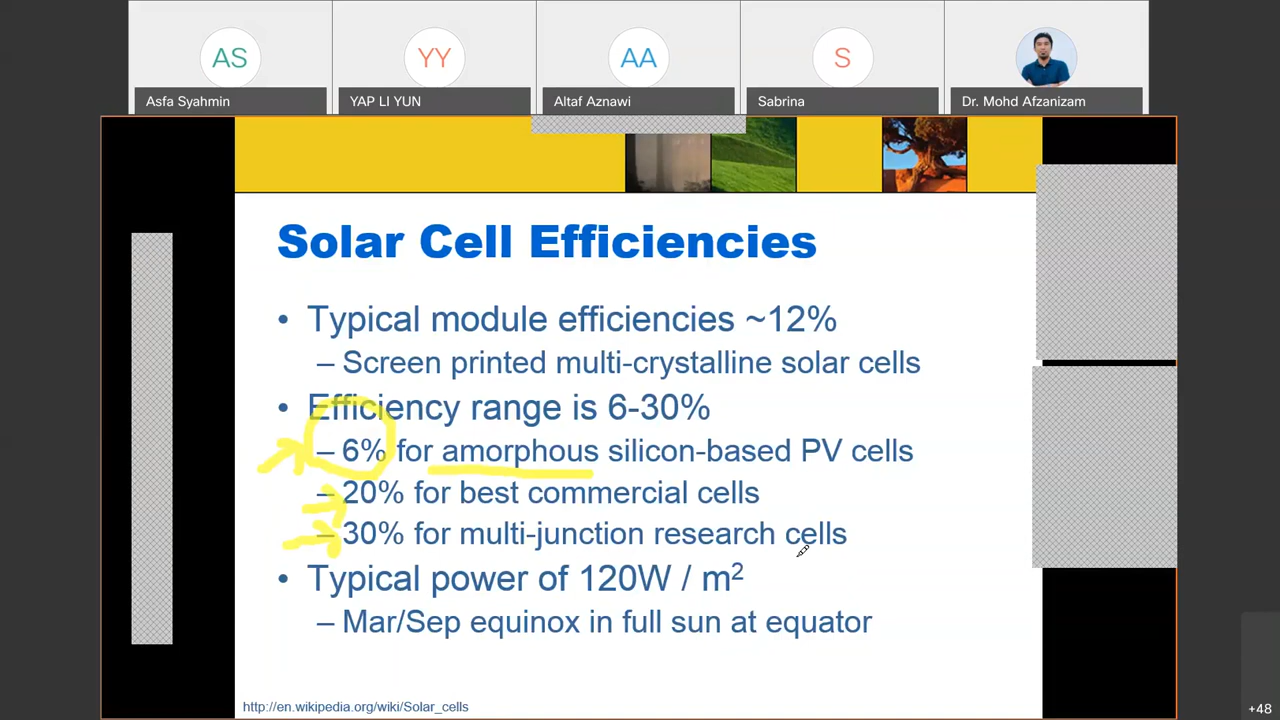 AS
YY
AA
S
Asfa Syahmin
YAP LI YUN
Altaf Aznawi
Sabrina
Dr. Mohd Afzanizam
Solar Cell Efficiencies
• Typical module efficiencies ~12%
– Screen printed multi-crystalline solar cells
• Efficiency range is 6-30%
– 6% for amorphous silicon-based PV cells
– 20% for best commercial cells
– 30% for multi-junction research cells
• Typical power of 120W / m²
– Mar/Sep equinox in full sun at equator
http://en.wikipedia.org/wiki/Solar_cells
+48